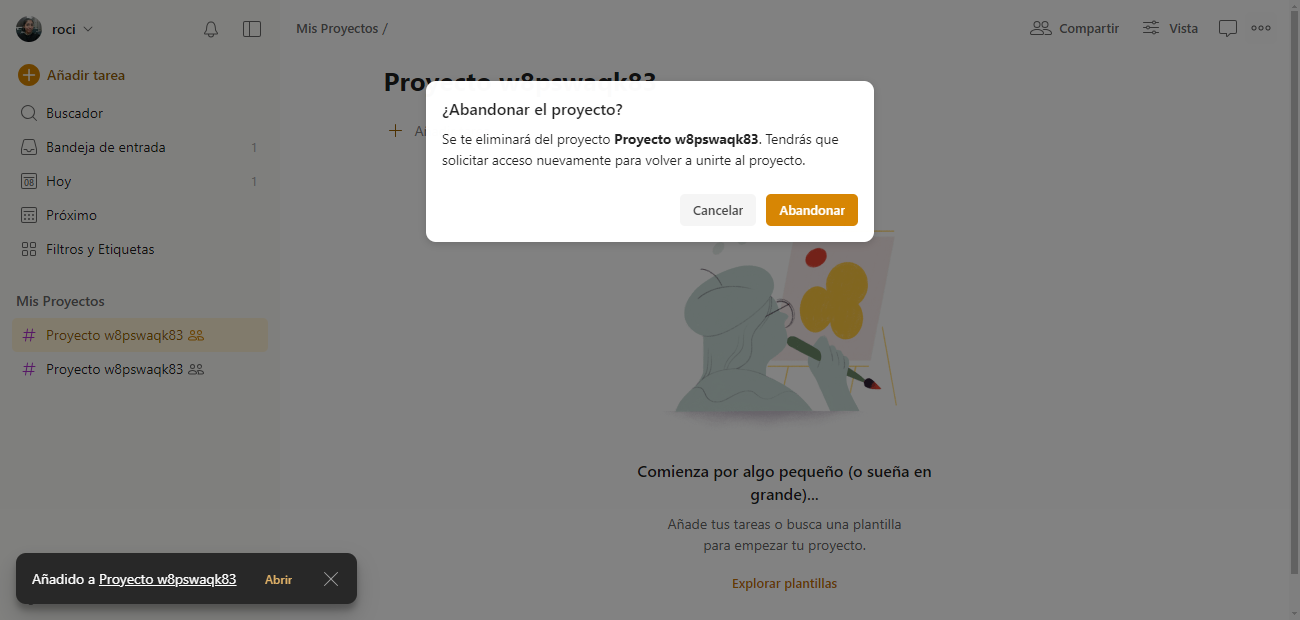 roci
Mis Proyectos /
Compartir
Vista
Añadir tarea
Buscador
Bandeja de entrada 1
08
Hoy 1
Próximo
Filtros y Etiquetas
Mis Proyectos
# Proyecto w8pswaqk83
# Proyecto w8pswaqk83
Proyecto w8pswaqk83
¿Abandonar el proyecto?
Se te eliminará del proyecto Proyecto w8pswaqk83. Tendrás que
solicitar acceso nuevamente para volver a unirte al proyecto.
Cancelar
Abandonar
Comienza por algo pequeño (o sueña en
grande)...
Añade tus tareas o busca una plantilla
para empezar tu proyecto.
Explorar plantillas
Añadido a Proyecto w8pswaqk83 Abrir